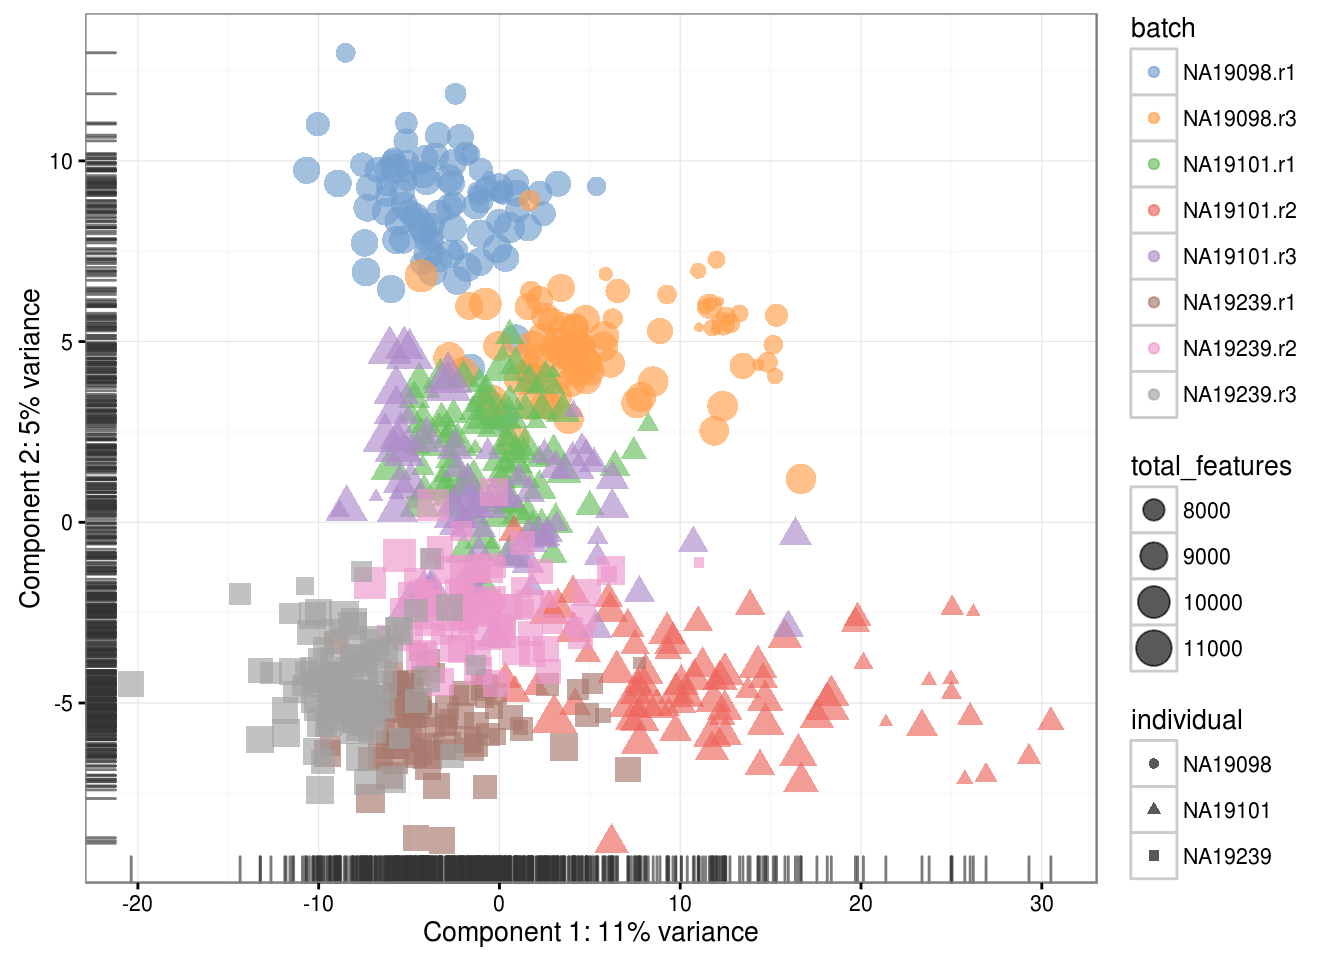 batch
NA19098.r1
NA19098.r3
NA19101.r1
NA19101.r2
NA19101.r3
NA19239.r1
NA19239.r2
NA19239.r3
total_features
8000
9000
10000
11000
individual
NA19098
NA19101
NA19239
Component 2: 5% variance
10
5
0
-5
-20
-10
0
10
20
30
Component 1: 11% variance